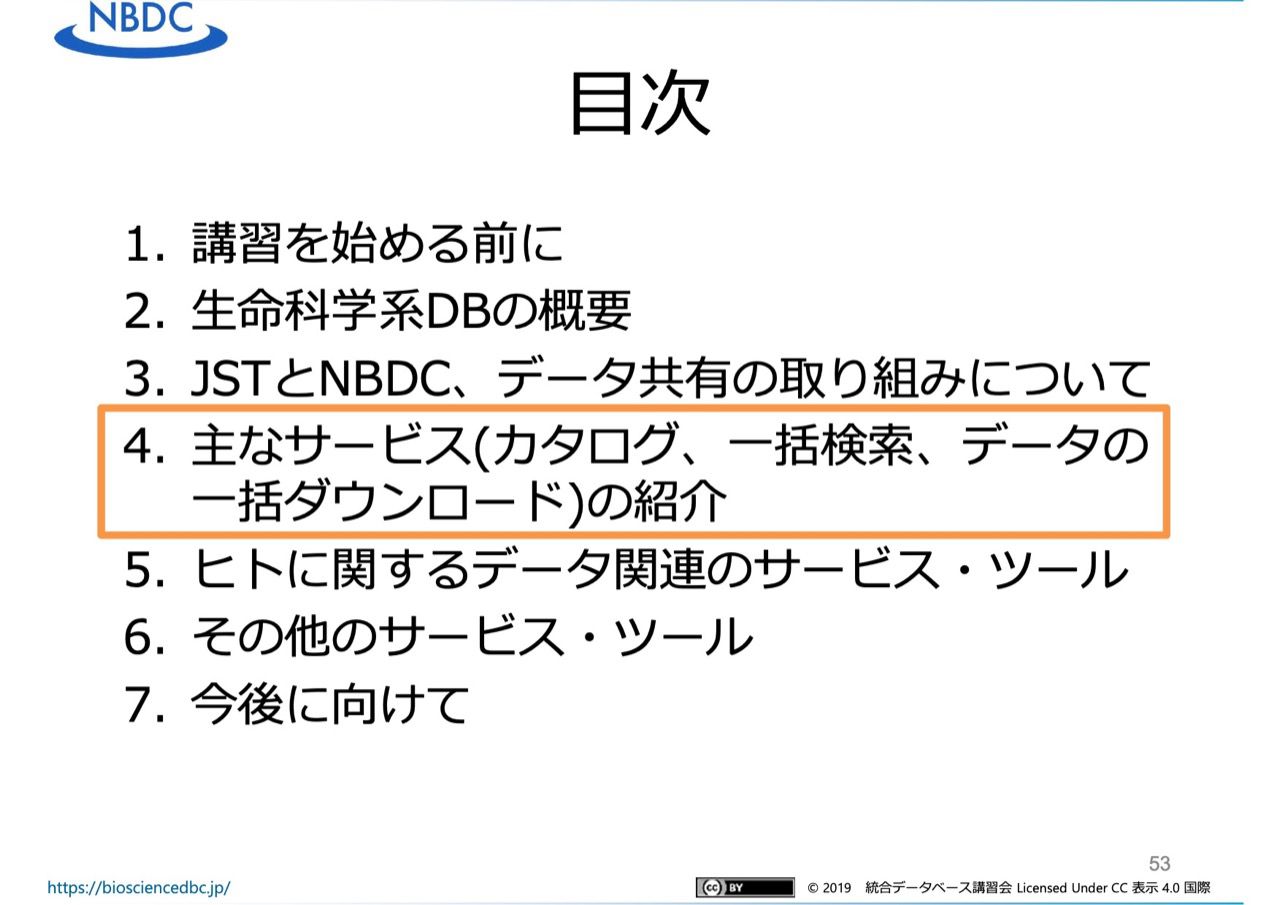 NBDC
目次
1. 講習を始める前に
2. 生命科学系DBの概要
3. JSTとNBDC、データ共有の取り組みについて
4. 主なサービス(カタログ、一括検索、データの
一括ダウンロード)の紹介
5. ヒトに関するデータ関連のサービス・ツール
6. その他のサービス・ツール
7. 今後に向けて
53
https://biosciencedbc.jp/
cc BY
© 2019 統合データベース講習会 Licensed Under CC 表示 4.0 国際